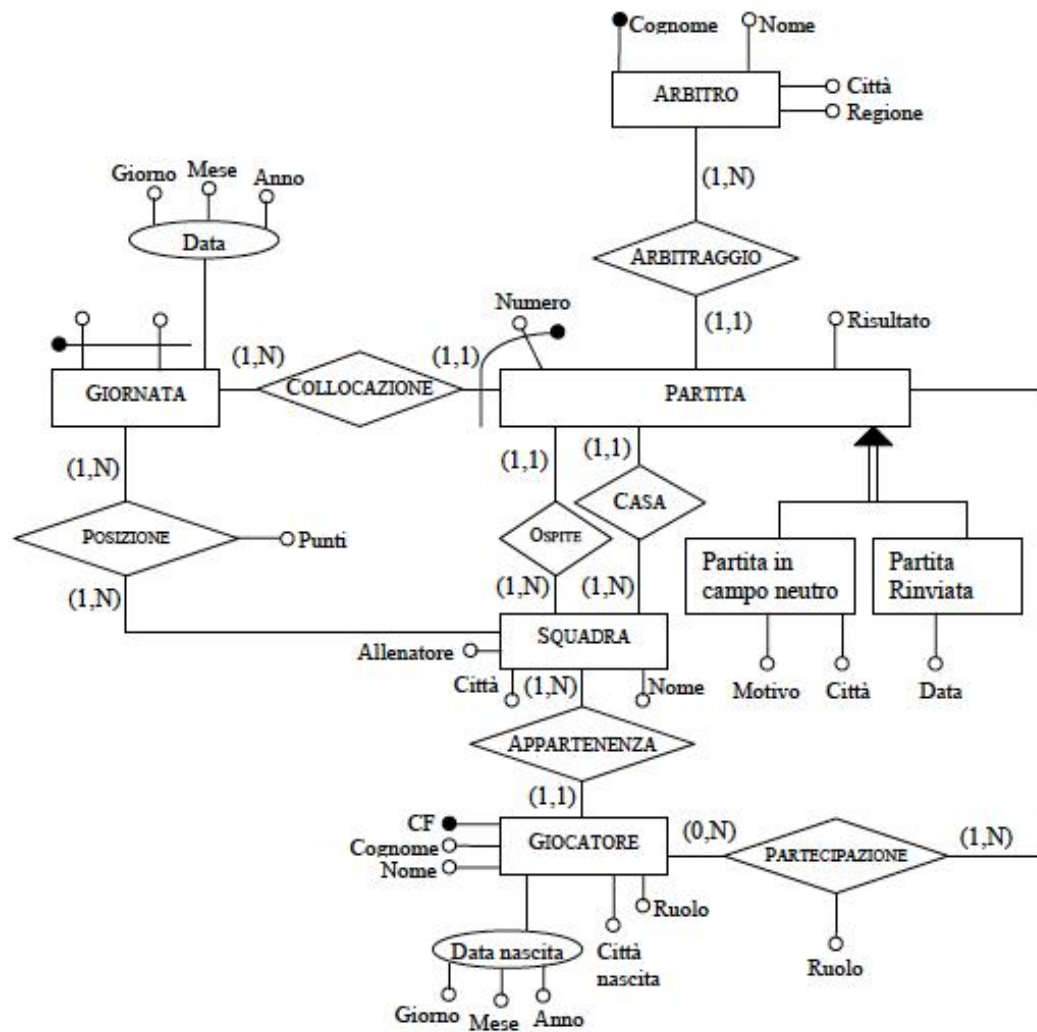 Cognome
Nome
ARBITRO
Città
Regione
(1,N)
Giorno
Mese
Anno
Data
ARBITRAGGIO
Numero
(1,1)
Risultato
(1,N)
(1,1)
GIORNATA
COLLOCAZIONE
PARTITA
(1,N)
(1,1)
(1,1)
CASA
POSIZIONE
Punti
OSPITE
Partita in
campo neutro
Partita
Rinviata
(1,N)
(1,N)
(1,N)
SQUADRA
Allenatore
Città
(1,N)
Nome
Motivo
Città
Data
APPARTENENZA
(1,1)
CF
Cognome
Nome
GIOCATORE
(0,N)
PARTECIPAZIONE
(1,N)
Ruolo
Data nascita
Città
nascita
Ruolo
Giorno
Mese
Anno